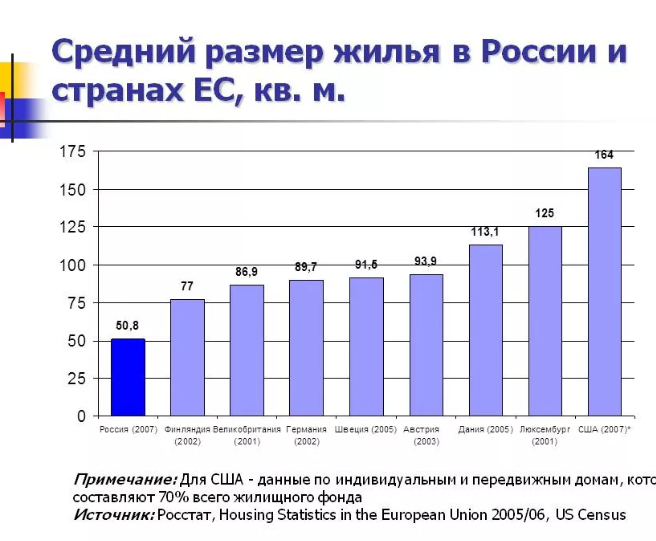 Средний размер жилья в России и
странах ЕС, кв. м.
175
150
125
100
75
50
25
0
50,8
77
86,9
89,7
91,5
93,9
113,1
125
164
Россия (2007) Финляндия Великобритания Германия Швеция (2005) Австрия Дания (2005) Люксембург США (2007)*
(2002) (2001) (2002) (2003) (2001)
Примечание: Для США - данные по индивидуальным и передвижным домам, кото
составляют 70% всего жилищного фонда
Источник: Росстат, Housing Statistics in the European Union 2005/06, US Census